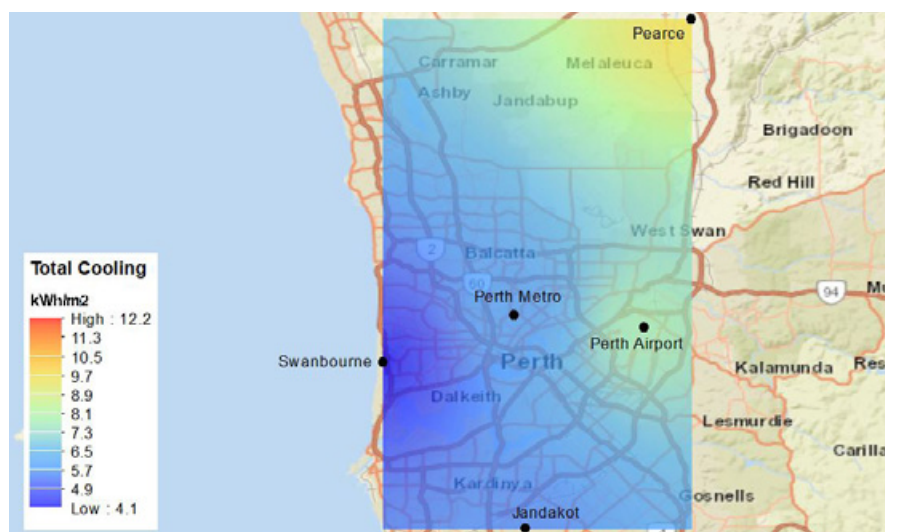 Pearce
Carramar
Melaleuca
Ashby
Jandabup
Brigadoon
Red Hill
West Swan
2
Balcatta
60
Perth Metro
94
Perth Airport
Swanbourne
Perth
Kalamunda
Res
Dalkeith
Lesmurdie
Carilla
Kardinya
Gosnells
Jandakot
Total Cooling
kWh/m2
High : 12.2
11.3
10.5
9.7
8.9
8.1
7.3
6.5
5.7
4.9
Low : 4.1